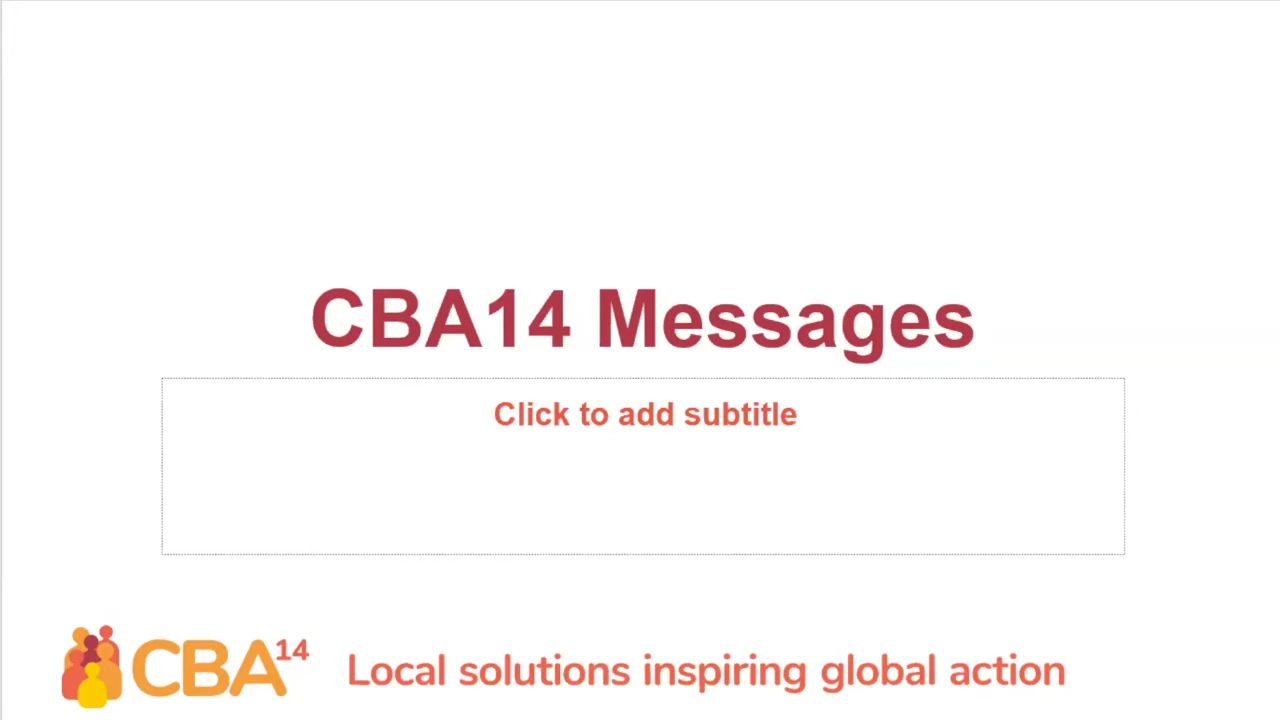 CBA14 Messages
Click to add subtitle
CBA14 Local solutions inspiring global action